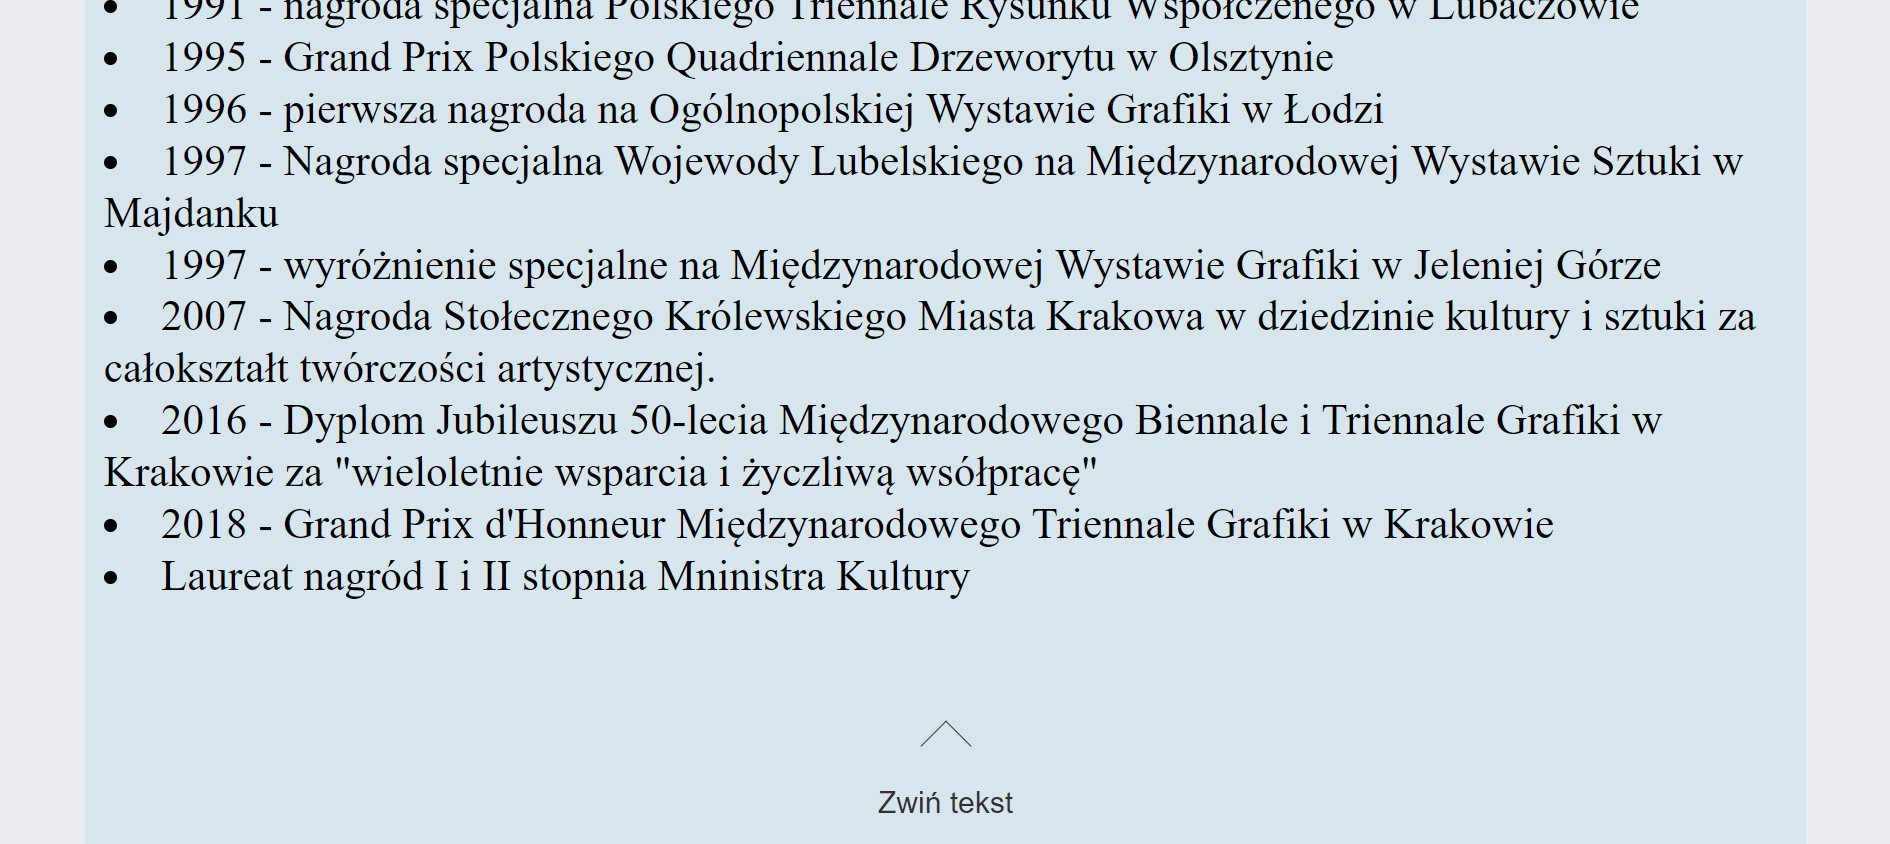 • 1991 - nagroda specjalna Polskiego Triennale Rysunku Współczenego w Lubaczowie
• 1995 - Grand Prix Polskiego Quadriennale Drzeworytu w Olsztynie
• 1996 - pierwsza nagroda na Ogólnopolskiej Wystawie Grafiki w Łodzi
• 1997 - Nagroda specjalna Wojewody Lubelskiego na Międzynarodowej Wystawie Sztuki w
Majdanku
• 1997 - wyróżnienie specjalne na Międzynarodowej Wystawie Grafiki w Jeleniej Górze
• 2007 - Nagroda Stołecznego Królewskiego Miasta Krakowa w dziedzinie kultury i sztuki za
całokształt twórczości artystycznej.
• 2016 - Dyplom Jubileuszu 50-lecia Międzynarodowego Biennale i Triennale Grafiki w
Krakowie za "wieloletnie wsparcia i życzliwą wsółpracę"
• 2018 - Grand Prix d'Honneur Międzynarodowego Triennale Grafiki w Krakowie
• Laureat nagród I i II stopnia Mninistra Kultury
Zwiń tekst